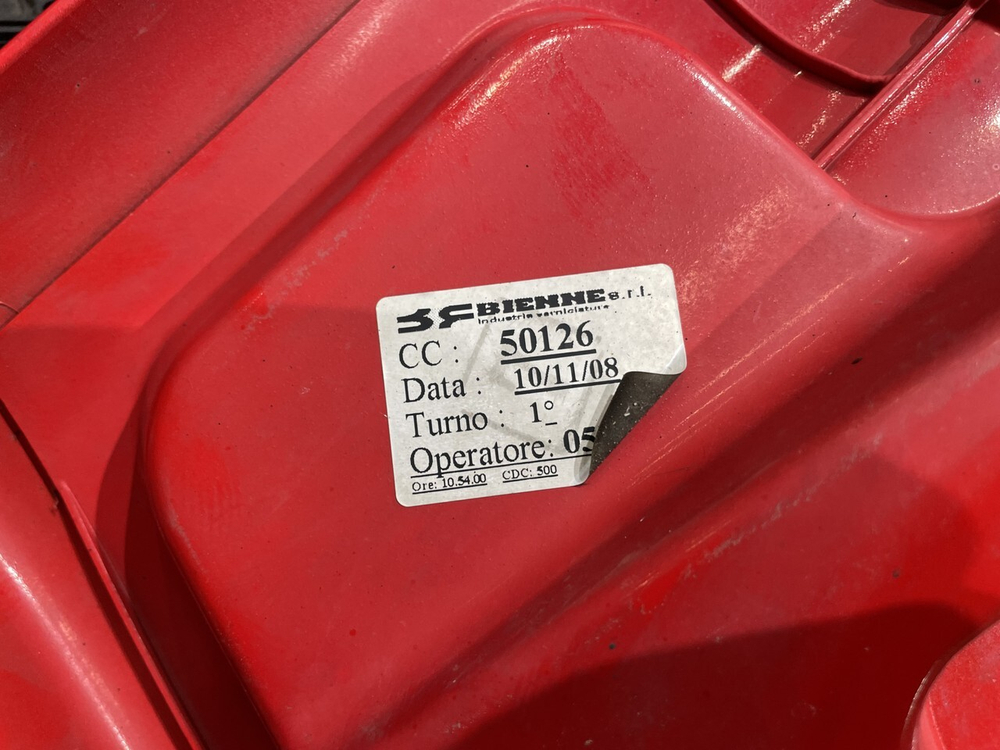 BIENNE s.r.l.
industria verniciature
CC : 50126
Data : 10/11/08
Turno : 1°
Operatore: 05
Ore: 10.54.00 CDC: 500